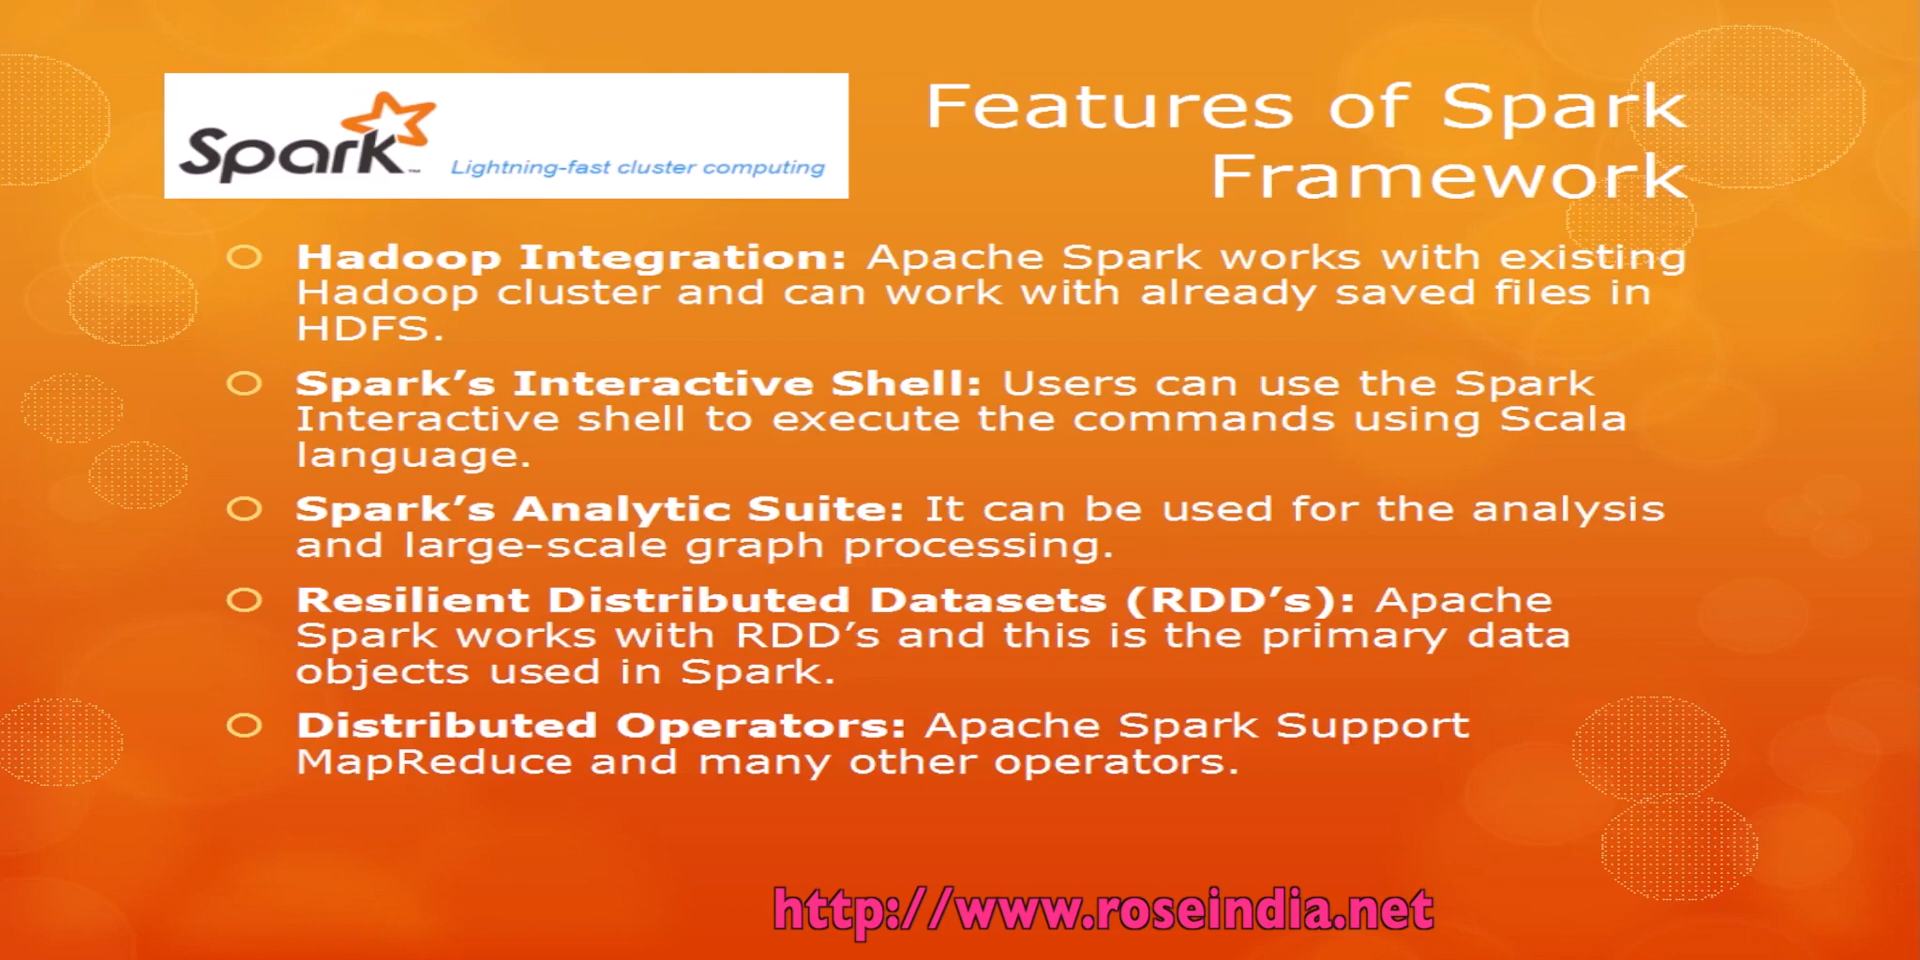 Spark™ Lightning-fast cluster computing
Features of Spark
Framework
Hadoop Integration: Apache Spark works with existing
Hadoop cluster and can work with already saved files in
HDFS.
Spark’s Interactive Shell: Users can use the Spark
Interactive shell to execute the commands using Scala
language.
Spark’s Analytic Suite: It can be used for the analysis
and large-scale graph processing.
Resilient Distributed Datasets (RDD’s): Apache
Spark works with RDD’s and this is the primary data
objects used in Spark.
Distributed Operators: Apache Spark Support
MapReduce and many other operators.
http://www.roseindia.net